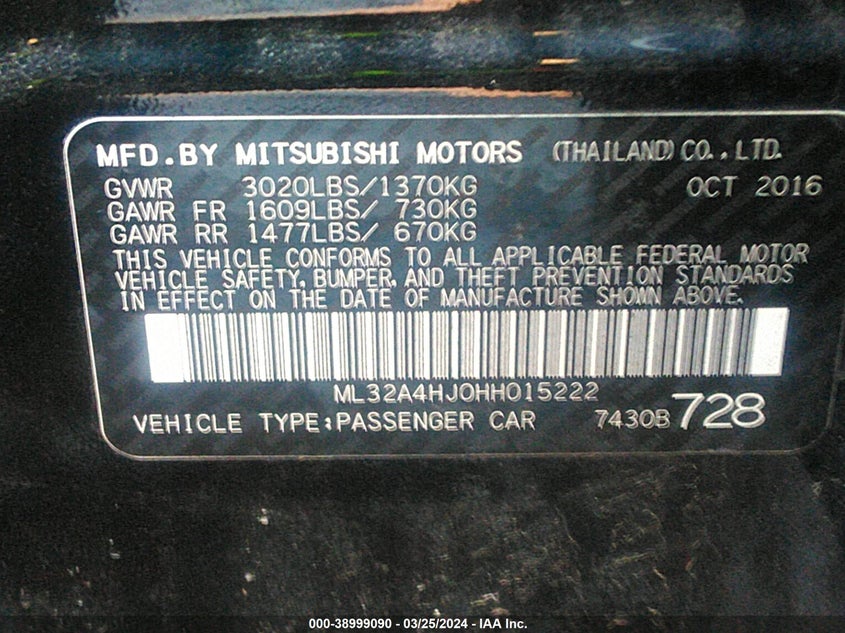 MFD.BY MITSUBISHI MOTORS (THAILAND) CO.,LTD.
GVWR 3020LBS/1370KG OCT 2016
GAWR FR 1609LBS/ 730KG
GAWR RR 1477LBS/ 670KG
THIS VEHICLE CONFORMS TO ALL APPLICABLE FEDERAL MOTOR
VEHICLE SAFETY, BUMPER, AND THEFT PREVENTION STANDARDS
IN EFFECT ON THE DATE OF MANUFACTURE SHOWN ABOVE.
ML32A4HJ0HH015222
VEHICLE TYPE:PASSENGER CAR 7430B 728
000-38999090 - 03/25/2024 - IAA Inc.